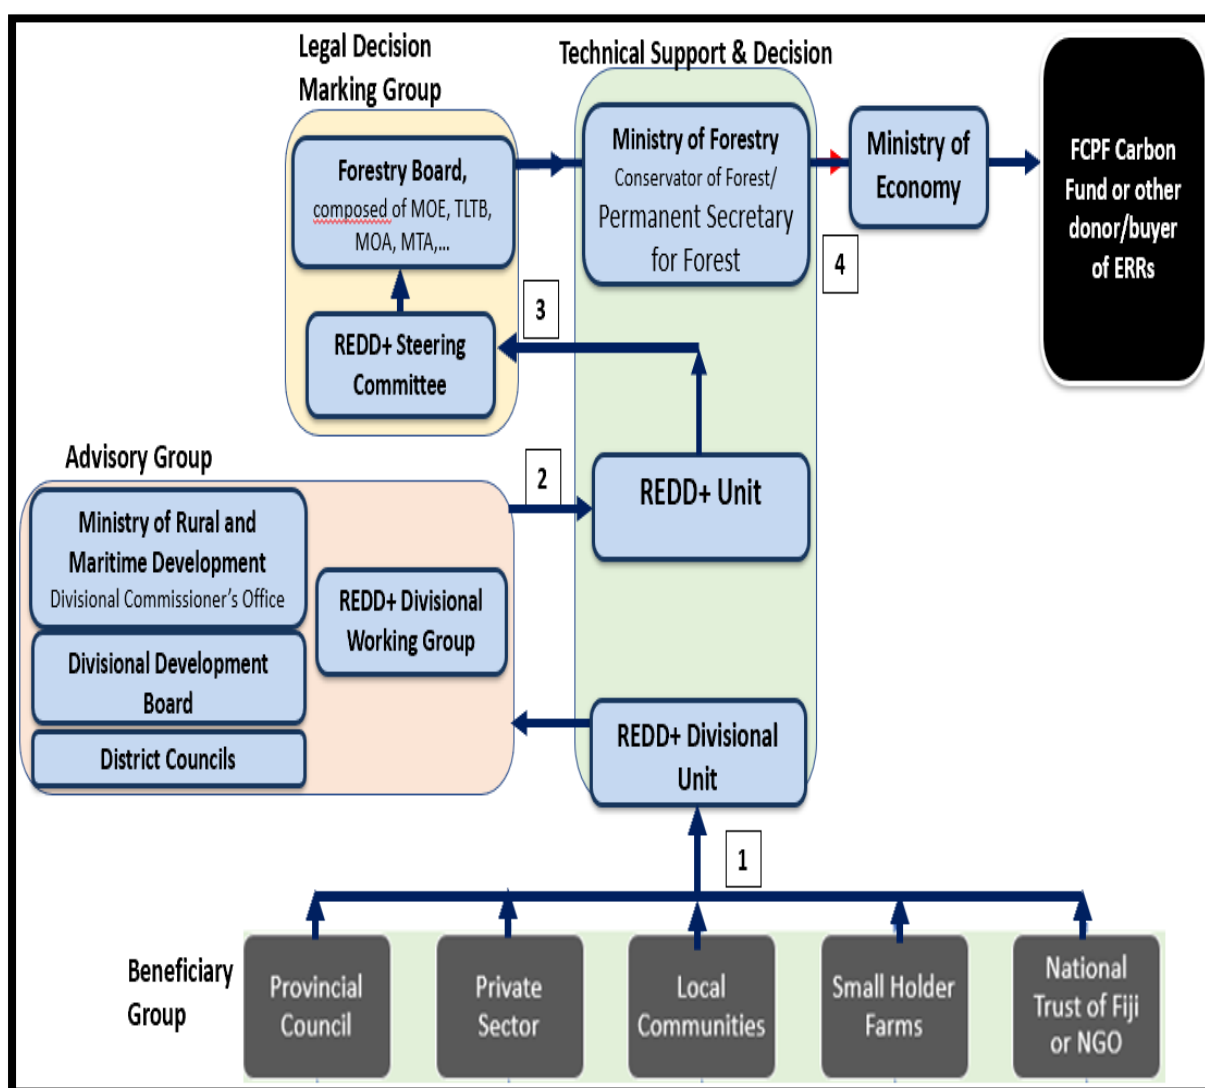 Legal Decision
Marking Group
Technical Support & Decision
Forestry Board,
composed of MOE, TLTB,
MOA, MTA,...
Ministry of Forestry
Conservator of Forest/
Permanent Secretary
for Forest
Ministry of
Economy
FCPF Carbon
Fund or other
donor/buyer
of ERRs
4
3
REDD+ Steering
Committee
Advisory Group
2
REDD+ Unit
Ministry of Rural and
Maritime Development
Divisional Commissioner's Office
REDD+ Divisional
Working Group
Divisional Development
Board
District Councils
REDD+ Divisional
Unit
1
Beneficiary
Group
Provincial
Council
Private
Sector
Local
Communities
Small Holder
Farms
National
Trust of Fiji
or NGO